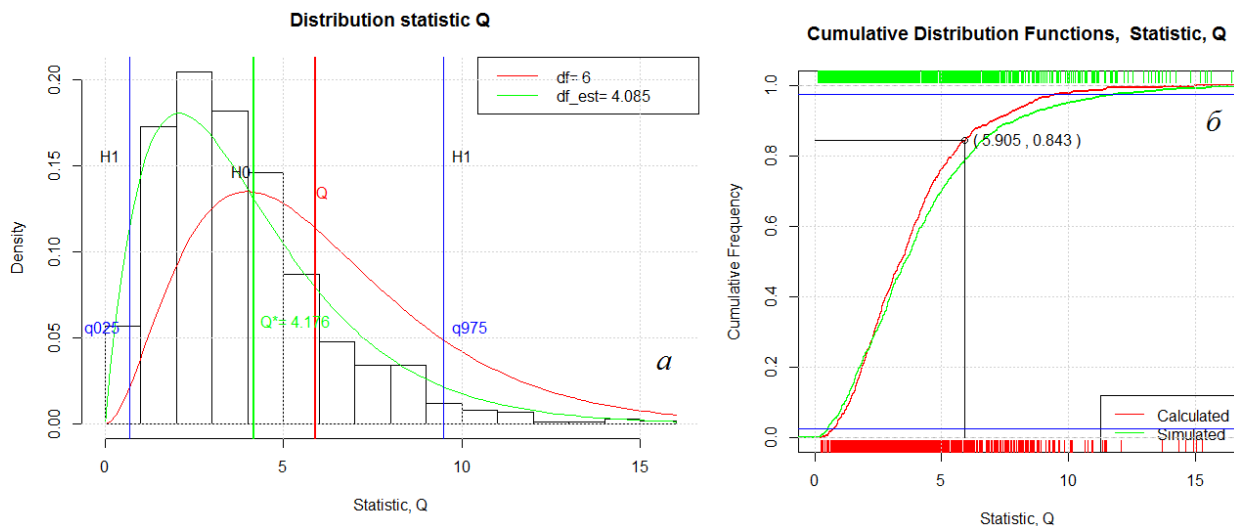 Distribution statistic Q
Density
0.00
0.05
0.10
0.15
0.20
df= 6
df_est= 4.085
H1
H0
H1
Q
q025
Q*= 4.176
q975
а
0
5
10
15
Statistic, Q
Cumulative Distribution Functions, Statistic, Q
Cumulative Frequency
0.0
0.2
0.4
0.6
0.8
1.0
б
( 5.905 , 0.843 )
Calculated
Simulated
0
5
10
15
Statistic, Q